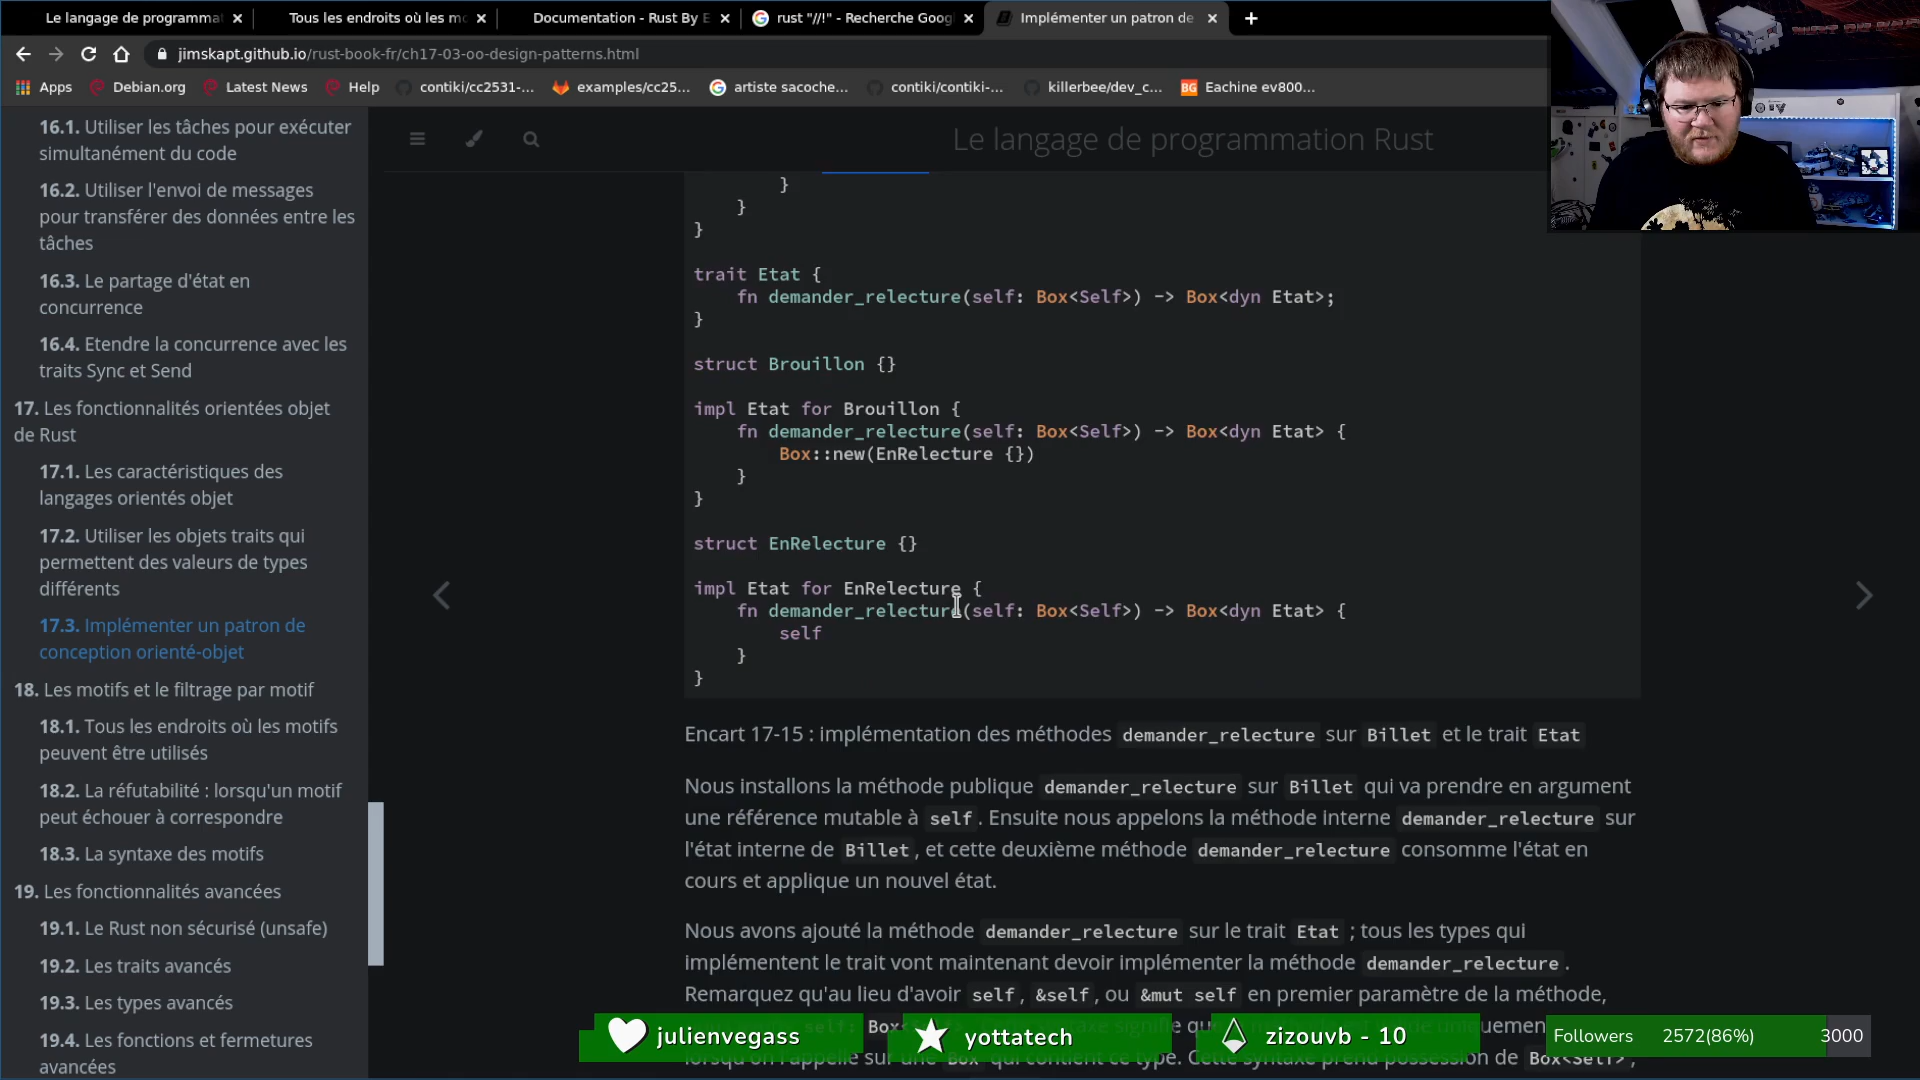 Le langage de programma
Tous les endroits où les mo
Documentation - Rust By E
rust "//!" - Recherche Goog
Implémenter un patron de
jimskapt.github.io/rust-book-fr/ch17-03-oo-design-patterns.html
Apps
Debian.org
Latest News
Help
contiki/cc2531-...
examples/cc25...
artiste sacoche...
contiki/contiki-...
killerbee/dev_c...
BG
Eachine ev800...
16.1. Utiliser les tâches pour exécuter
simultanément du code
16.2. Utiliser l'envoi de messages
pour transférer des données entre les
tâches
16.3. Le partage d'état en
concurrence
16.4. Etendre la concurrence avec les
traits Sync et Send
17. Les fonctionnalités orientées objet
de Rust
17.1. Les caractéristiques des
langages orientés objet
17.2. Utiliser les objets traits qui
permettent des valeurs de types
différents
17.3. Implémenter un patron de
conception orienté-objet
18. Les motifs et le filtrage par motif
18.1. Tous les endroits où les motifs
peuvent être utilisés
18.2. La réfutabilité : lorsqu'un motif
peut échouer à correspondre
18.3. La syntaxe des motifs
19. Les fonctionnalités avancées
19.1. Le Rust non sécurisé (unsafe)
19.2. Les traits avancés
19.3. Les types avancés
19.4. Les fonctions et fermetures
avancées
Le langage de programmation Rust
}
}
}
trait Etat {
fn demander_relecture(self: Box<Self>) -> Box<dyn Etat>;
}
struct Brouillon {}
impl Etat for Brouillon {
fn demander_relecture(self: Box<Self>) -> Box<dyn Etat> {
Box::new(EnRelecture {})
}
}
struct EnRelecture {}
impl Etat for EnRelecture {
fn demander_relecture(self: Box<Self>) -> Box<dyn Etat> {
self
}
}
Encart 17-15 : implémentation des méthodes demander_relecture sur Billet et le trait Etat
Nous installons la méthode publique demander_relecture sur Billet qui va prendre en argument
une référence mutable à self. Ensuite nous appelons la méthode interne demander_relecture sur
l'état interne de Billet, et cette deuxième méthode demander_relecture consomme l'état en
cours et applique un nouvel état.
Nous avons ajouté la méthode demander_relecture sur le trait Etat ; tous les types qui
implémentent le trait vont maintenant devoir implémenter la méthode demander_relecture.
Remarquez qu'au lieu d'avoir self, &self, ou &mut self en premier paramètre de la méthode,
julienvegass
yottatech
zizouvb - 10
Followers 2572(86%) 3000